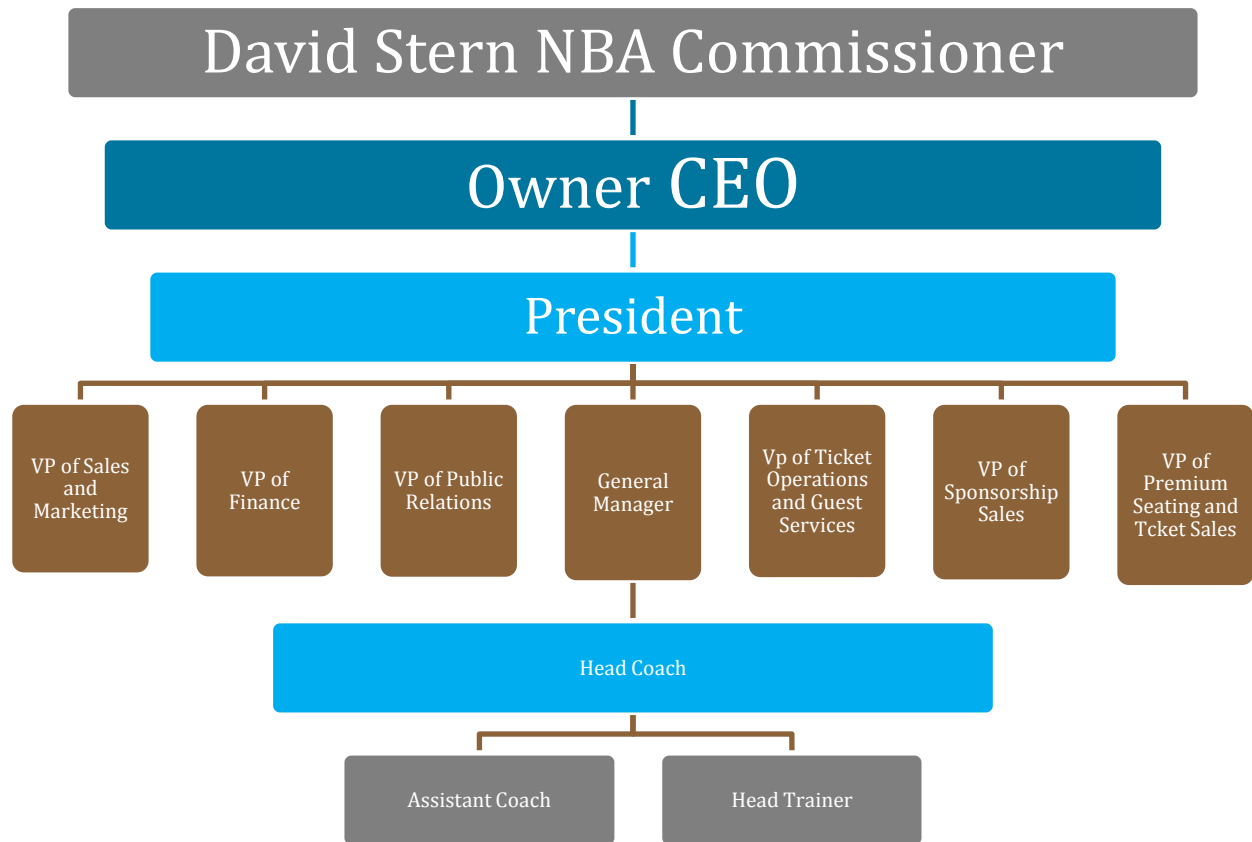 David Stern NBA Commissioner
Owner CEO
President
VP of Sales
and
Marketing
VP of
Finance
VP of Public
Relations
General
Manager
Vp of Ticket
Operations
and Guest
Services
VP of
Sponsorship
Sales
VP of
Premium
Seating and
Tcket Sales
Head Coach
Assistant Coach
Head Trainer